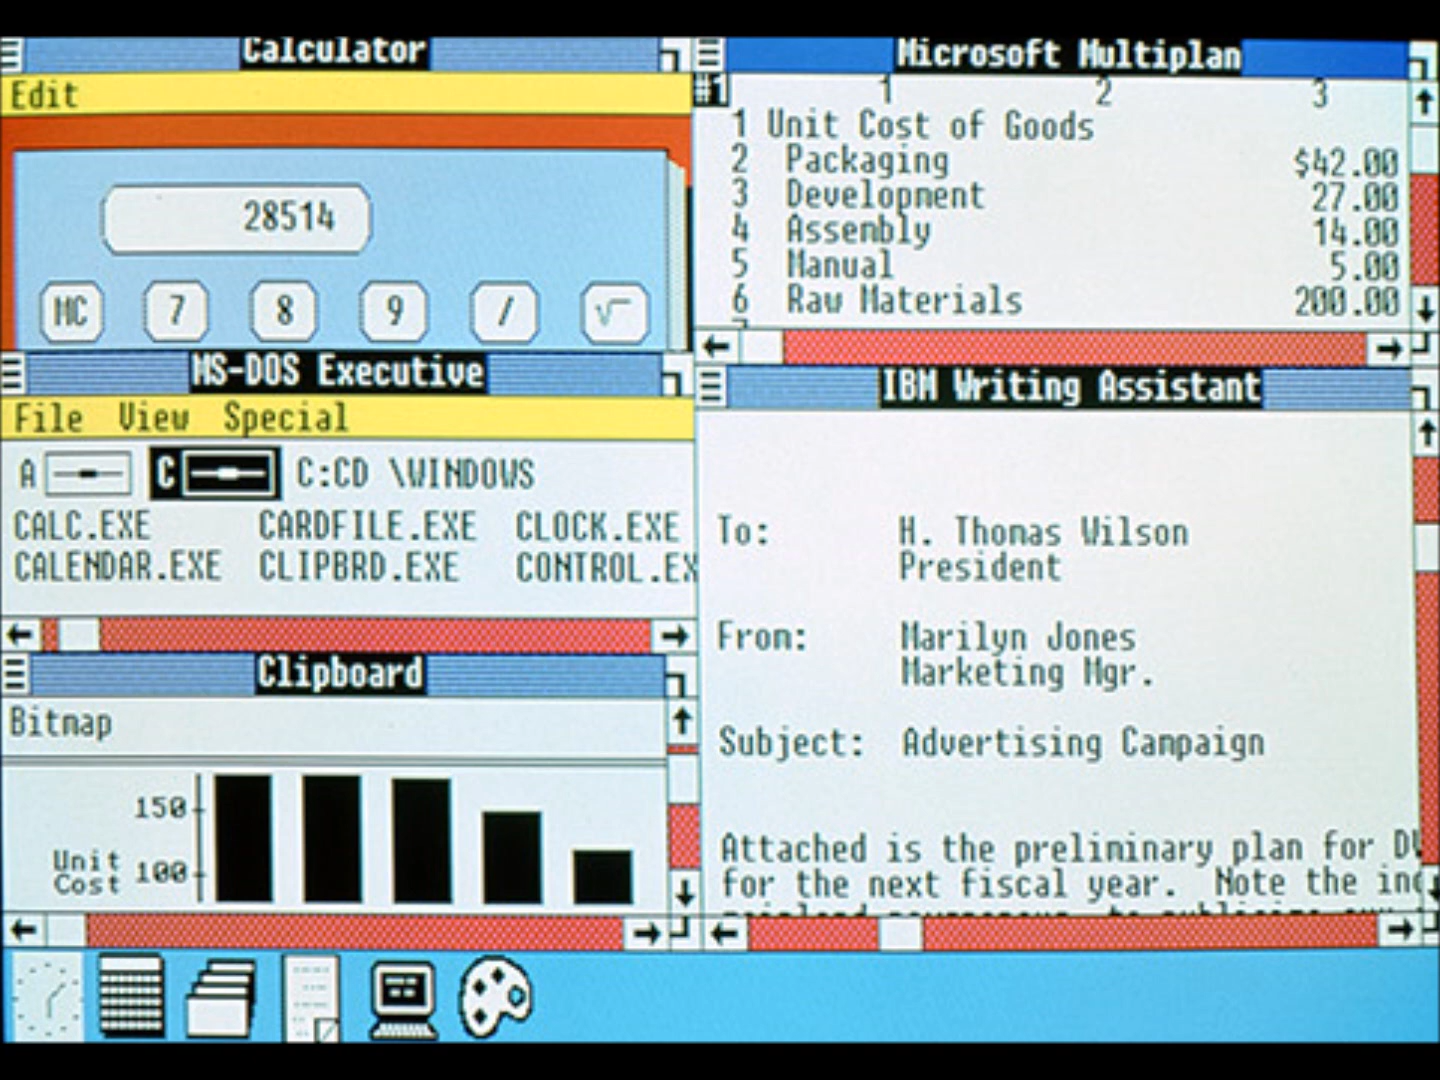 Calculator
Edit
28514
MC 7 8 9 / √
MS-DOS Executive
File View Special
A C C:CD \WINDOWS
CALC.EXE CARDFILE.EXE CLOCK.EXE
CALENDAR.EXE CLIPBRD.EXE CONTROL.EX
Clipboard
Bitmap
150
Unit
Cost 100
Microsoft Multiplan
#1 1 2 3
1 Unit Cost of Goods
2 Packaging $42.00
3 Development 27.00
4 Assembly 14.00
5 Manual 5.00
6 Raw Materials 200.00
IBM Writing Assistant
To: H. Thomas Wilson
President
From: Marilyn Jones
Marketing Mgr.
Subject: Advertising Campaign
Attached is the preliminary plan for
for the next fiscal year. Note the